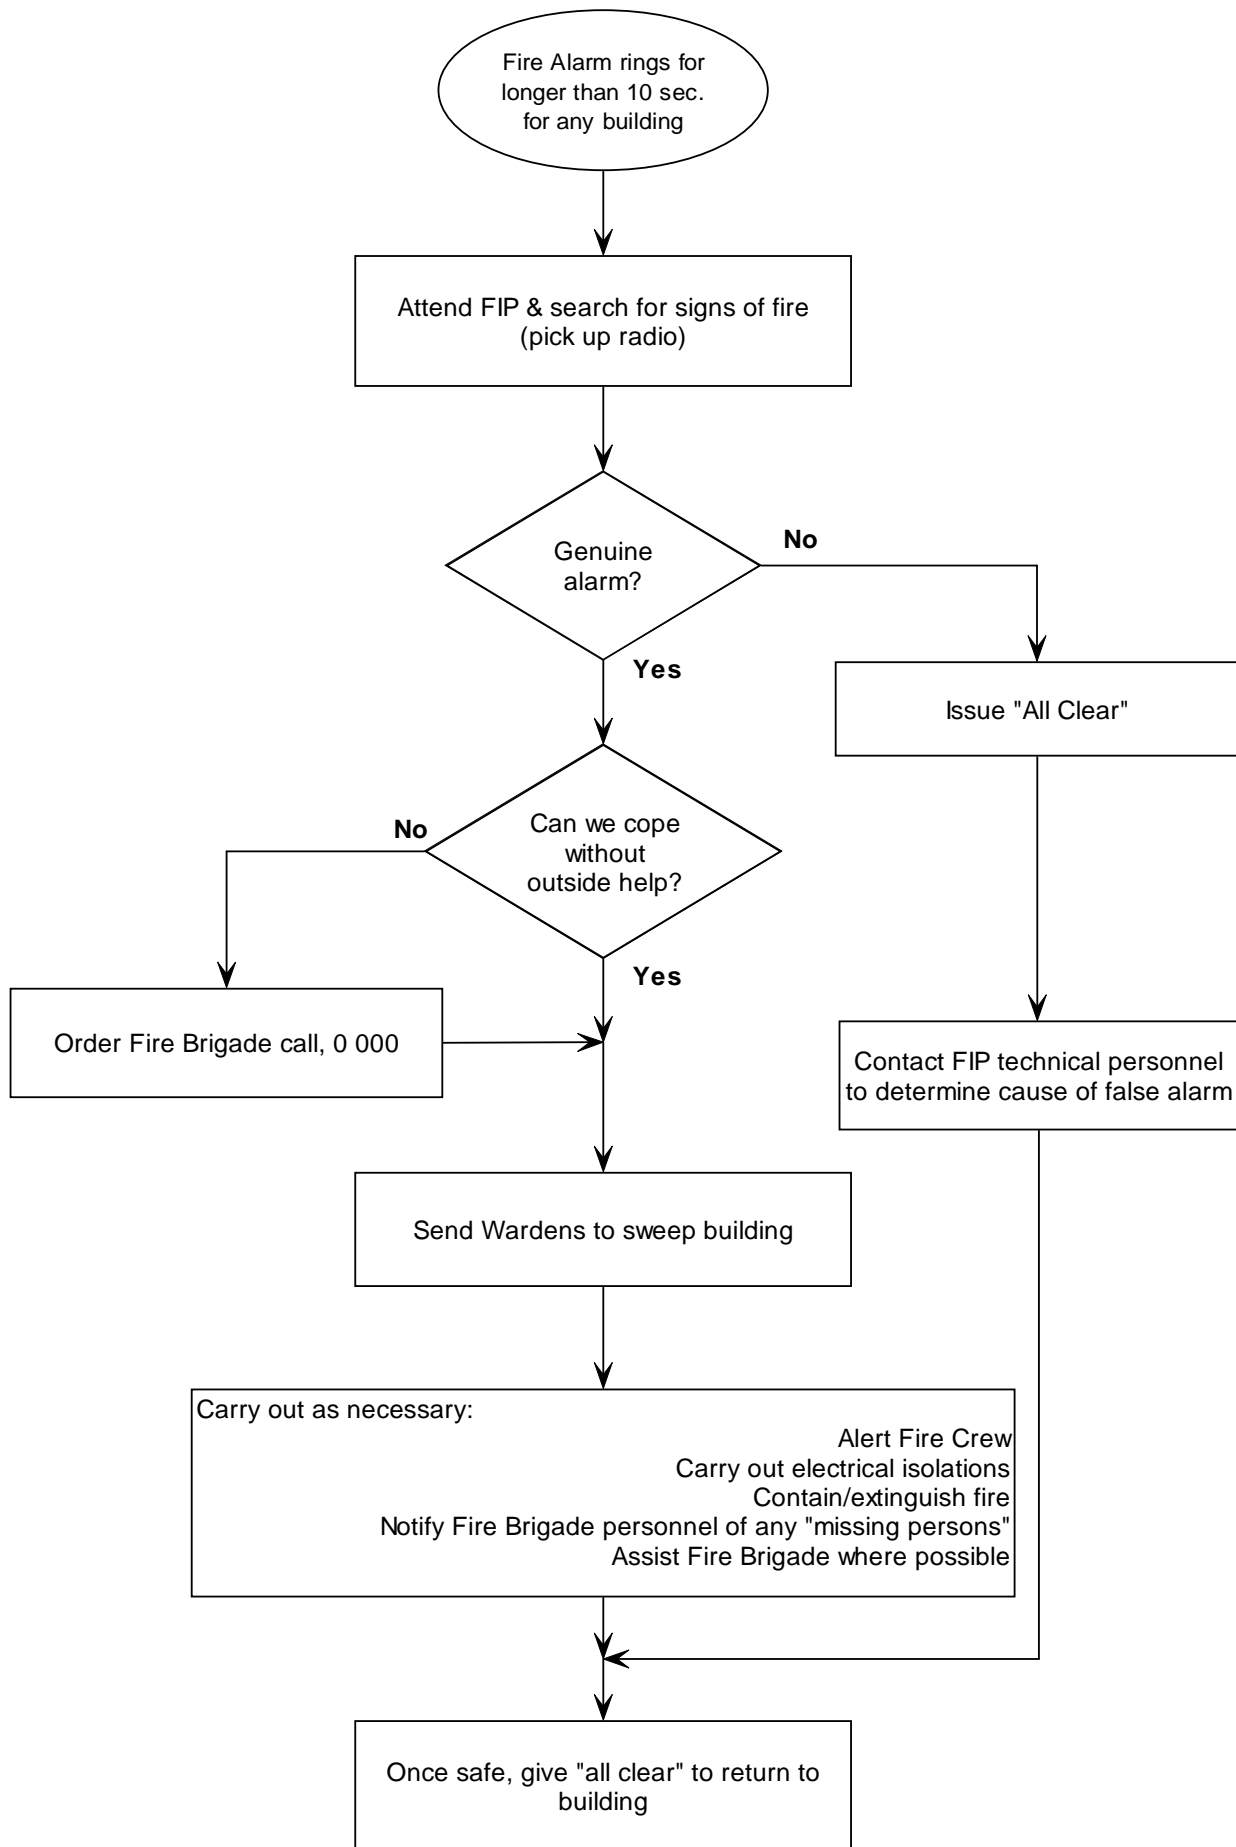 Fire Alarm rings for
longer than 10 sec.
for any building
Attend FIP & search for signs of fire
(pick up radio)
Genuine
alarm?
No
Yes
Issue "All Clear"
Can we cope
without
outside help?
No
Yes
Order Fire Brigade call, 0 000
Contact FIP technical personnel
to determine cause of false alarm
Send Wardens to sweep building
Carry out as necessary:
Alert Fire Crew
Carry out electrical isolations
Contain/extinguish fire
Notify Fire Brigade personnel of any "missing persons"
Assist Fire Brigade where possible
Once safe, give "all clear" to return to
building